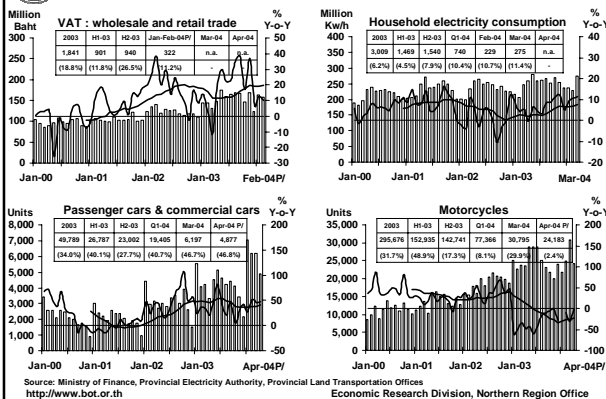 Million
Baht
VAT : wholesale and retail trade
%
Y-o-Y
2003 H1-03 H2-03 Jan-Feb-04P/ Mar-04 Apr-04
1,841 901 940 322 n.a. n.a.
(18.8%) (11.8%) (26.5%) (11.2%) -
300
250
200
150
100
50
0
50
40
30
20
10
0
-10
-20
-30
Jan-00 Jan-01 Jan-02 Jan-03 Feb-04P/
Million
Kw/h
Household electricity consumption
%
Y-o-Y
2003 H1-03 H2-03 Q1-04 Feb-04 Mar-04 Apr-04
3,009 1,469 1,540 740 229 275 n.a.
(6.2%) (4.5%) (7.9%) (10.4%) (10.7%) (11.4%) -
400
350
300
250
200
150
100
50
0
40
30
20
10
0
-10
-20
Jan-00 Jan-01 Jan-02 Jan-03 Mar-04
Units
Passenger cars & commercial cars
%
Y-o-Y
2003 H1-03 H2-03 Q1-04 Mar-04 Apr-04 P/
49,789 26,787 23,002 19,405 6,197 4,877
(34.0%) (40.1%) (27.7%) (40.7%) (46.7%) (46.8%)
8,000
7,000
6,000
5,000
4,000
3,000
2,000
1,000
0
200
150
100
50
0
-50
Jan-00 Jan-01 Jan-02 Jan-03 Apr-04P/
Units
Motorcycles
%
Y-o-Y
2003 H1-03 H2-03 Q1-04 Mar-04 Apr-04 P/
295,676 152,935 142,741 77,366 30,795 24,183
(31.7%) (48.9%) (17.3%) (8.1%) (29.9%) (2.4%)
35,000
30,000
25,000
20,000
15,000
10,000
5,000
0
200
150
100
50
0
-50
-100
Jan-00 Jan-01 Jan-02 Jan-03 Apr-04P/
Source: Ministry of Finance, Provincial Electricity Authority, Provincial Land Transportation Offices
http://www.bot.or.th Economic Research Division, Northern Region Office